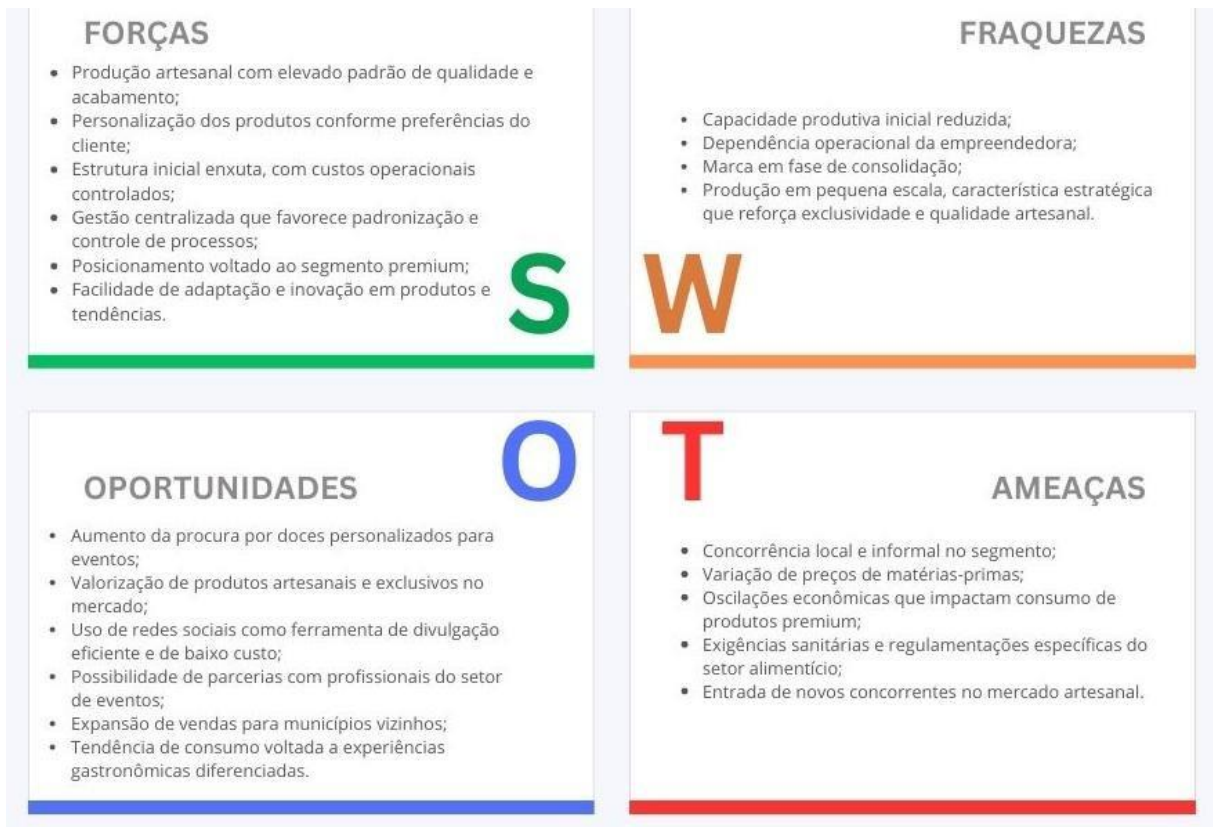 FORÇAS
• Produção artesanal com elevado padrão de qualidade e
acabamento;
• Personalização dos produtos conforme preferências do
cliente;
• Estrutura inicial enxuta, com custos operacionais
controlados;
• Gestão centralizada que favorece padronização e
controle de processos;
• Posicionamento voltado ao segmento premium;
• Facilidade de adaptação e inovação em produtos e
tendências.
S
FRAQUEZAS
• Capacidade produtiva inicial reduzida;
• Dependência operacional da empreendedora;
• Marca em fase de consolidação;
• Produção em pequena escala, característica estratégica
que reforça exclusividade e qualidade artesanal.
W
O
OPORTUNIDADES
• Aumento da procura por doces personalizados para
eventos;
• Valorização de produtos artesanais e exclusivos no
mercado;
• Uso de redes sociais como ferramenta de divulgação
eficiente e de baixo custo;
• Possibilidade de parcerias com profissionais do setor
de eventos;
• Expansão de vendas para municípios vizinhos;
• Tendência de consumo voltada a experiências
gastronômicas diferenciadas.
T
AMEAÇAS
• Concorrência local e informal no segmento;
• Variação de preços de matérias-primas;
• Oscilações econômicas que impactam consumo de
produtos premium;
• Exigências sanitárias e regulamentações específicas do
setor alimentício;
• Entrada de novos concorrentes no mercado artesanal.